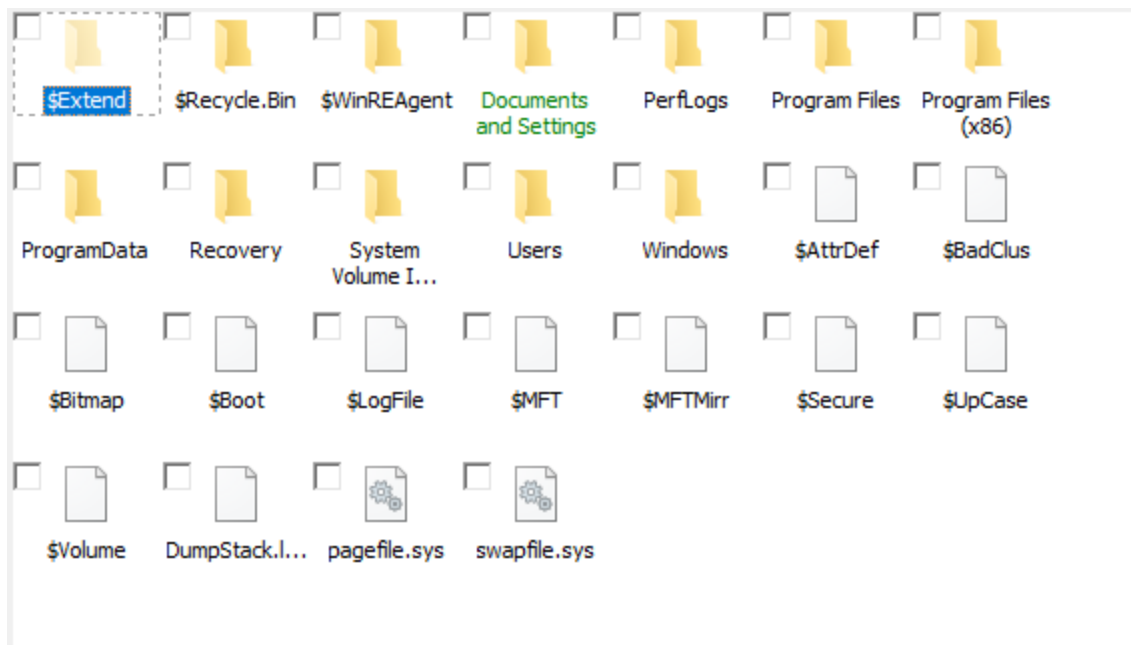 $Extend
$Recycle.Bin
$WinREAgent
Documents
and Settings
PerfLogs
Program Files
Program Files
(x86)
ProgramData
Recovery
System
Volume I...
Users
Windows
$AttrDef
$BadClus
$Bitmap
$Boot
$LogFile
$MFT
$MFTMirr
$Secure
$UpCase
$Volume
DumpStack.l...
pagefile.sys
swapfile.sys